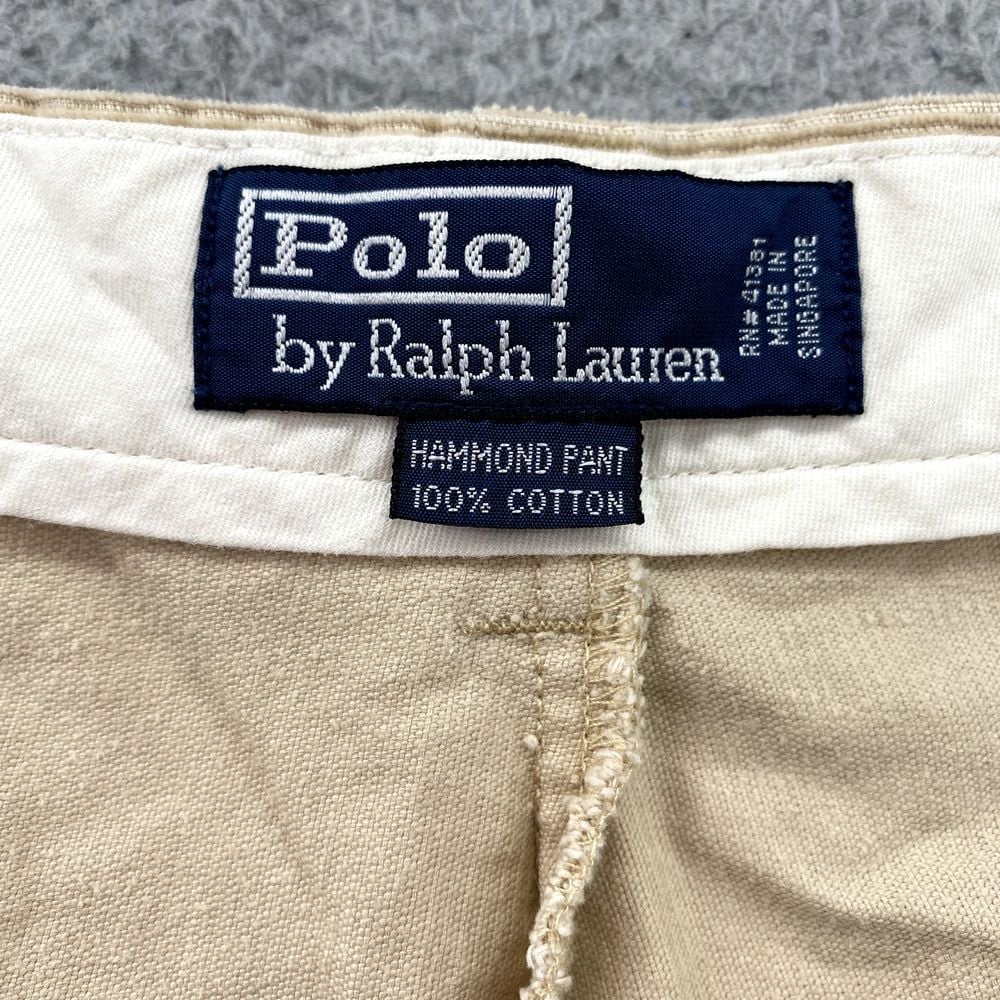 Polo
by Ralph Lauren
RN# 41381
MADE IN
SINGAPORE
HAMMOND PANT
100% COTTON